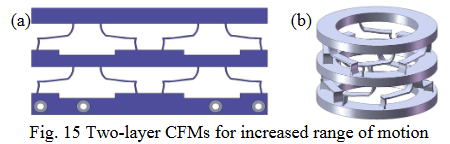 (a)
(b)
Fig. 15 Two-layer CFMs for increased range of motion